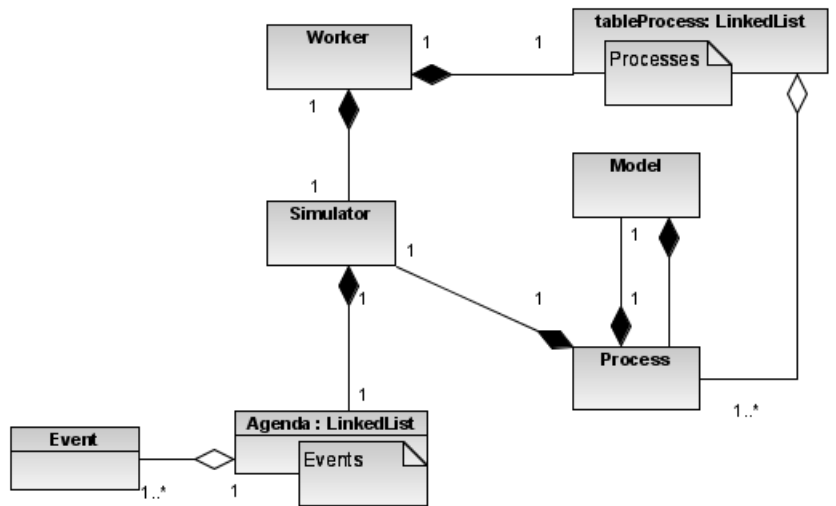 Worker
1
1
tableProcess: LinkedList
Processes
1
1
Simulator
Model
1
1
1
1
1
Process
1..*
1
Agenda : LinkedList
Events
Event
1..*
1